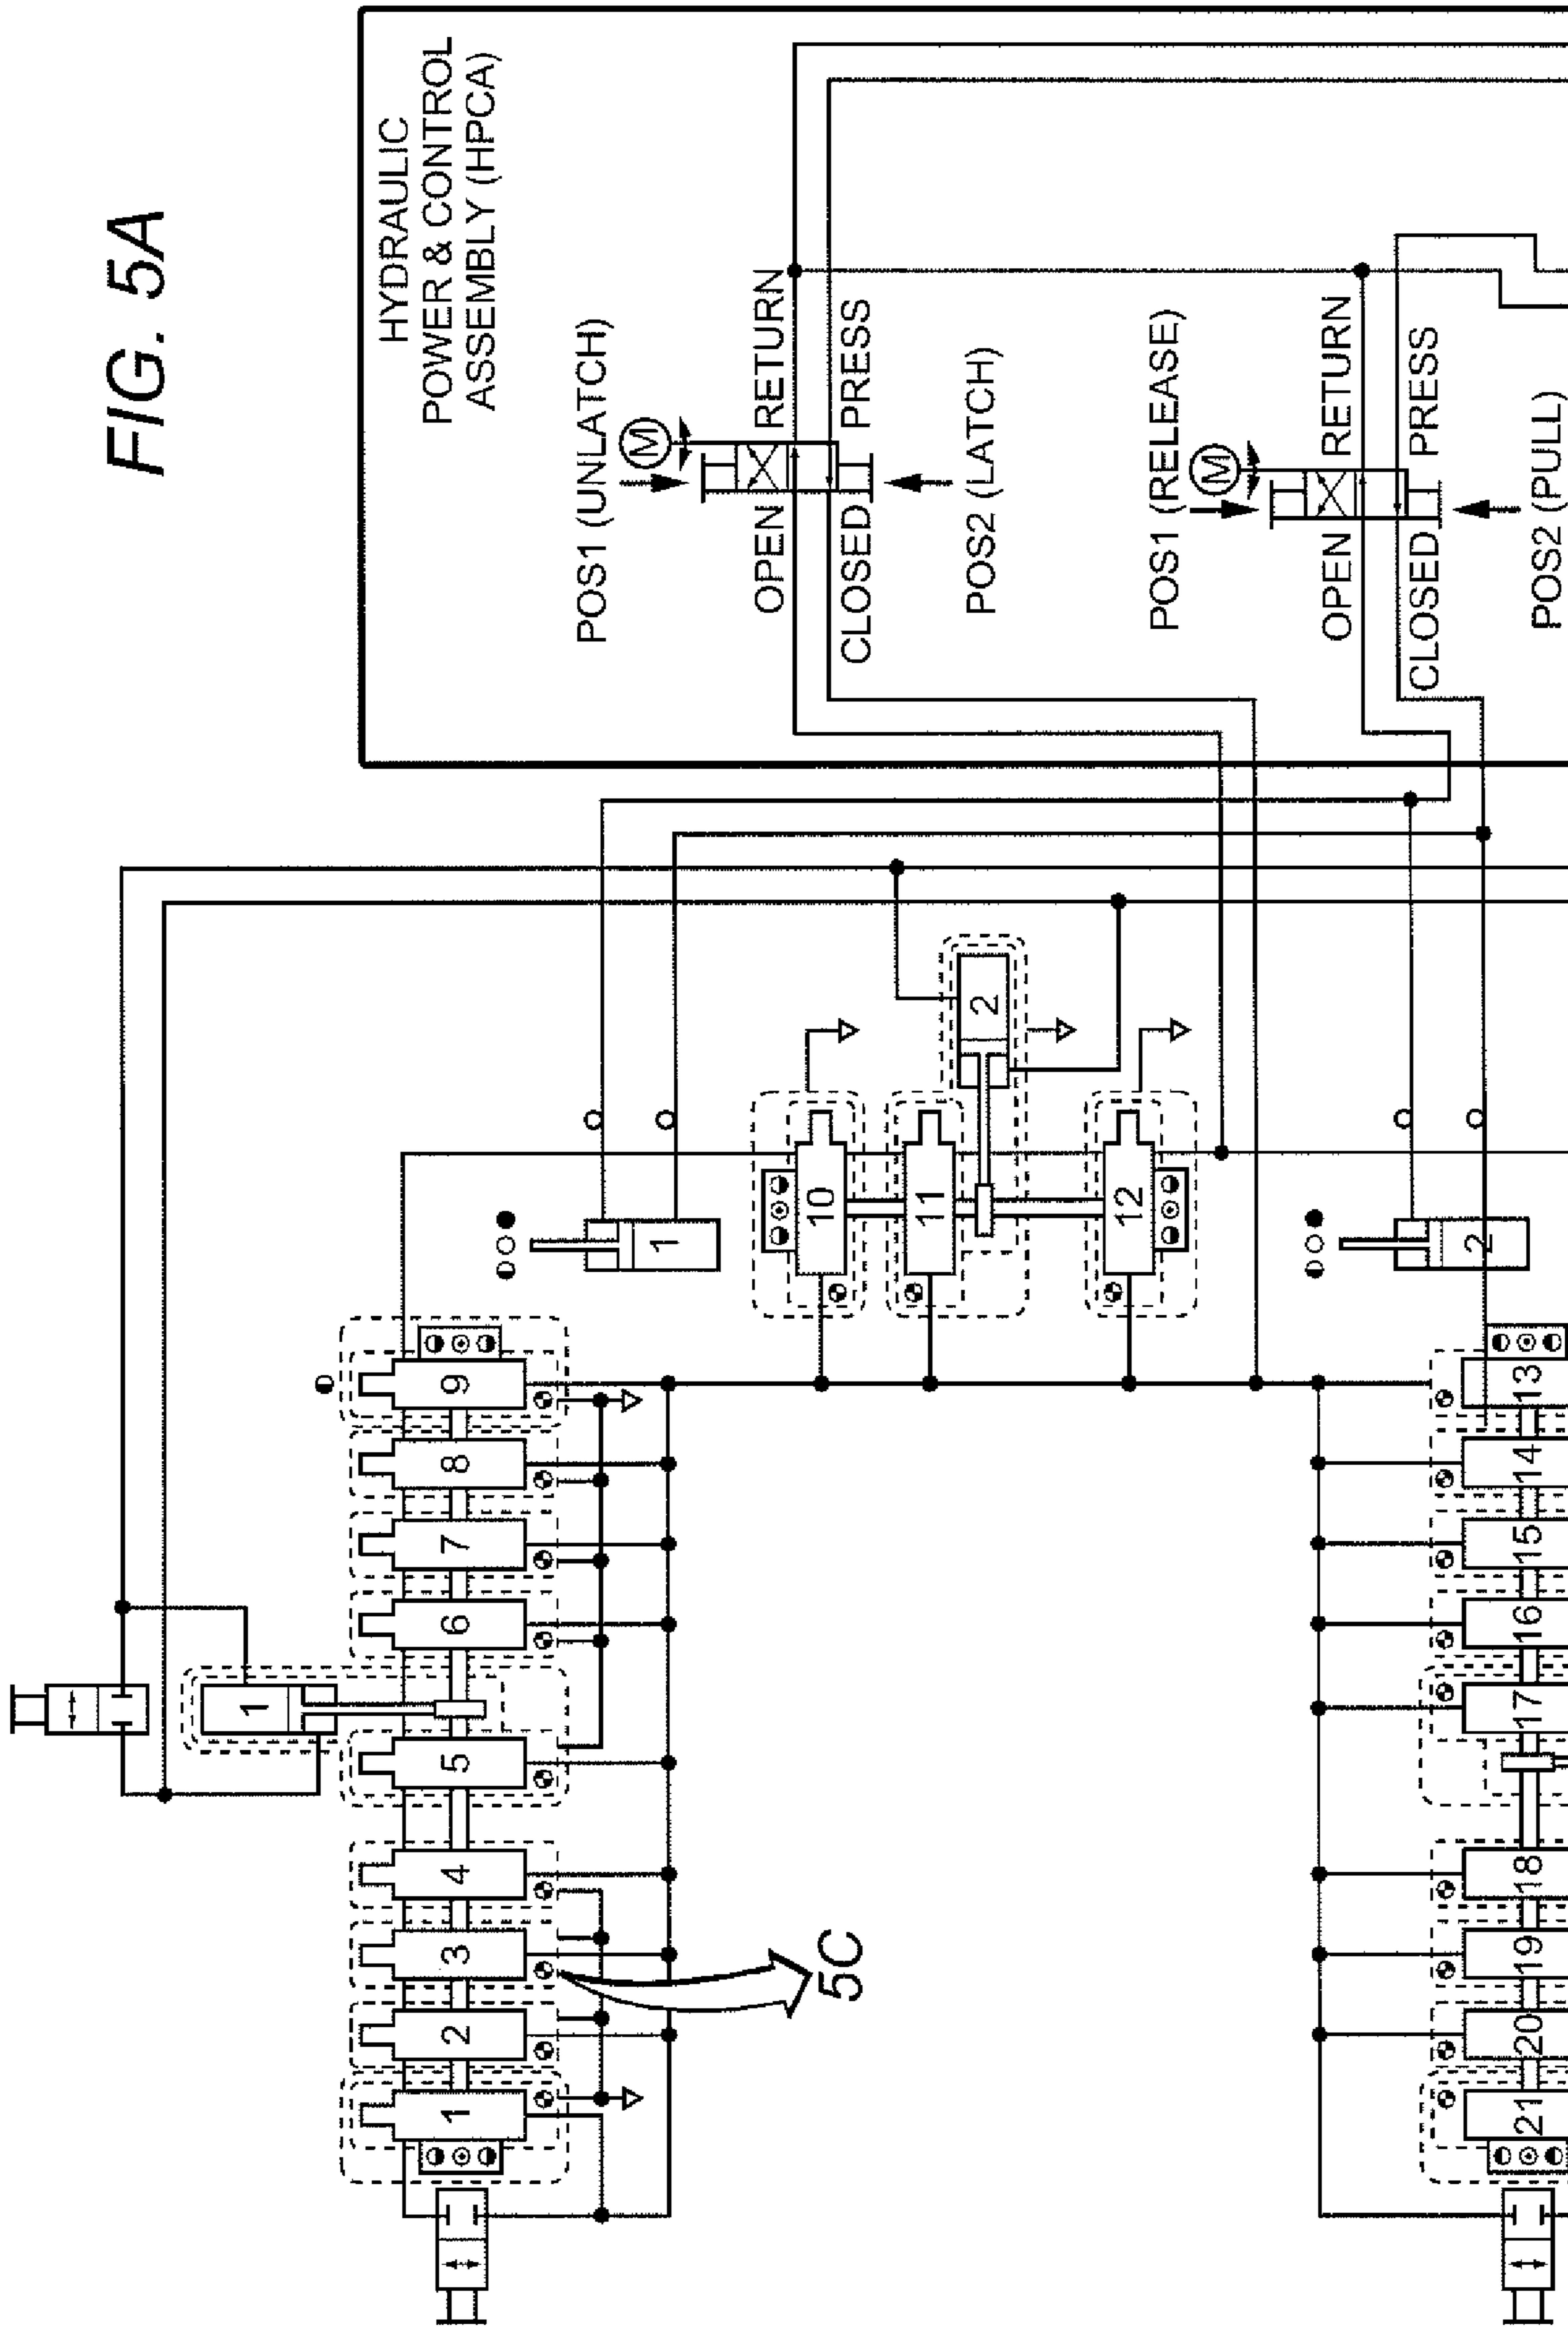 FIG. 5A
HYDRAULIC
POWER & CONTROL
ASSEMBLY (HPCA)
POS1 (UNLATCH)
M
OPEN
RETURN
CLOSED
PRESS
POS2 (LATCH)
POS1 (RELEASE)
M
OPEN
RETURN
CLOSED
PRESS
POS2 (PULL)
1
2
3
4
5
1
6
7
8
9
1
10
11
2
12
2
5C
13
14
15
16
17
18
19
20
21